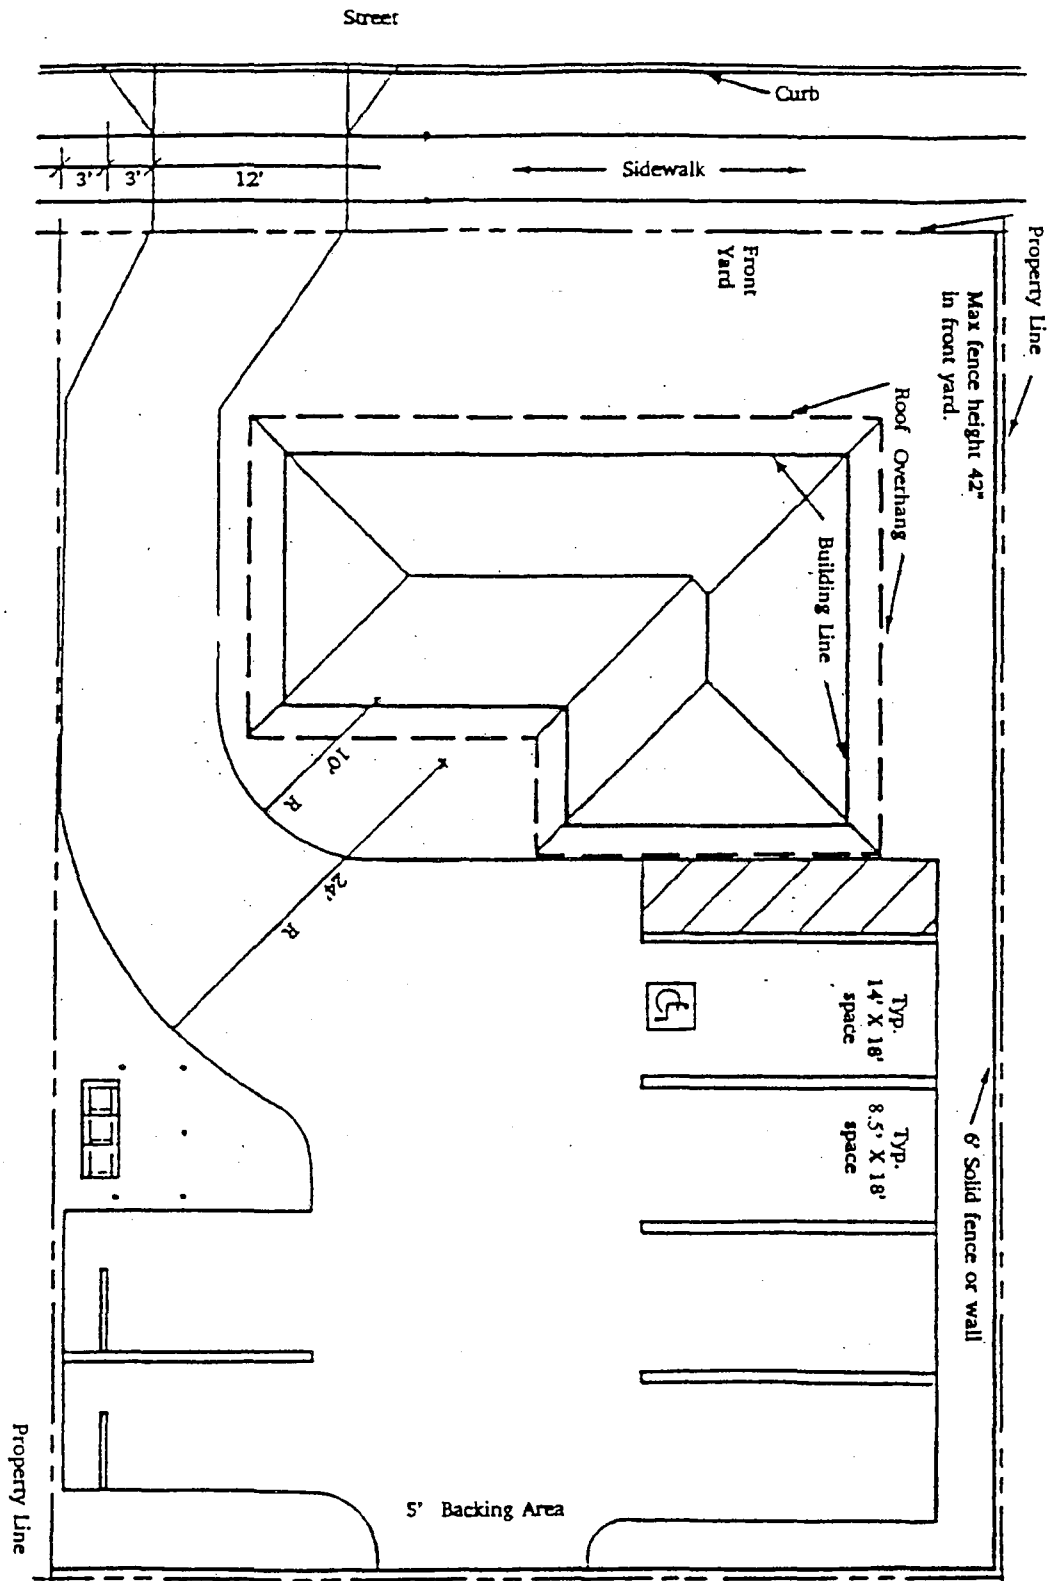 Street
Curb
Sidewalk
3'
3'
12'
Property Line
Front
Yard
Max fence height 42"
in front yard.
Roof Overhang
Building Line
10'
R
24'
R
Typ.
14' X 18'
space
Typ.
8.5' X 18'
space
6' Solid fence or wall
5' Backing Area
Property Line